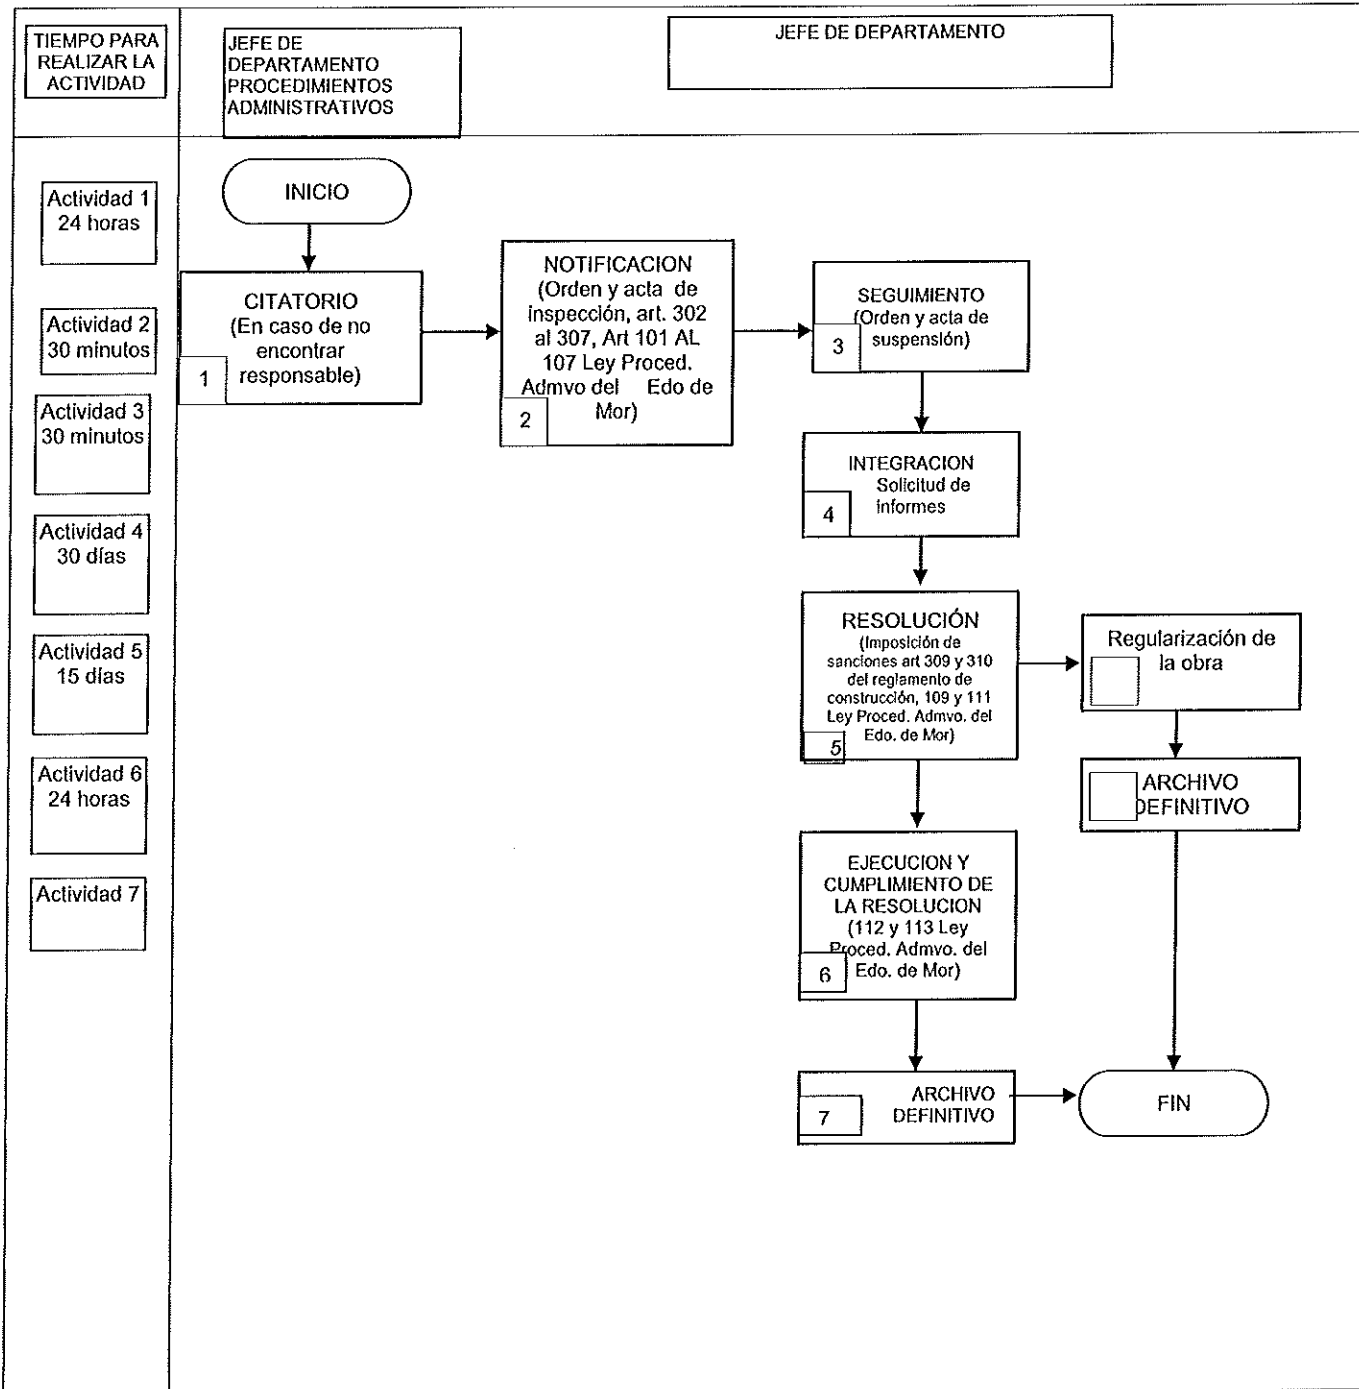 TIEMPO PARA
REALIZAR LA
ACTIVIDAD
JEFE DE
DEPARTAMENTO
PROCEDIMIENTOS
ADMINISTRATIVOS
JEFE DE DEPARTAMENTO
Actividad 1
24 horas
Actividad 2
30 minutos
Actividad 3
30 minutos
Actividad 4
30 días
Actividad 5
15 días
Actividad 6
24 horas
Actividad 7
INICIO
CITATORIO
(En caso de no
encontrar
responsable)
1
NOTIFICACION
(Orden y acta de
inspección, art. 302
al 307, Art 101 AL
107 Ley Proced.
Admvo del Edo de
Mor)
2
SEGUIMIENTO
(Orden y acta de
suspensión)
3
INTEGRACION
Solicitud de
informes
4
RESOLUCIÓN
(Imposición de
sanciones art 309 y 310
del reglamento de
construcción, 109 y 111
Ley Proced. Admvo. del
Edo. de Mor)
5
Regularización de
la obra
ARCHIVO
DEFINITIVO
EJECUCION Y
CUMPLIMIENTO DE
LA RESOLUCION
(112 y 113 Ley
Proced. Admvo. del
Edo. de Mor)
6
ARCHIVO
DEFINITIVO
7
FIN